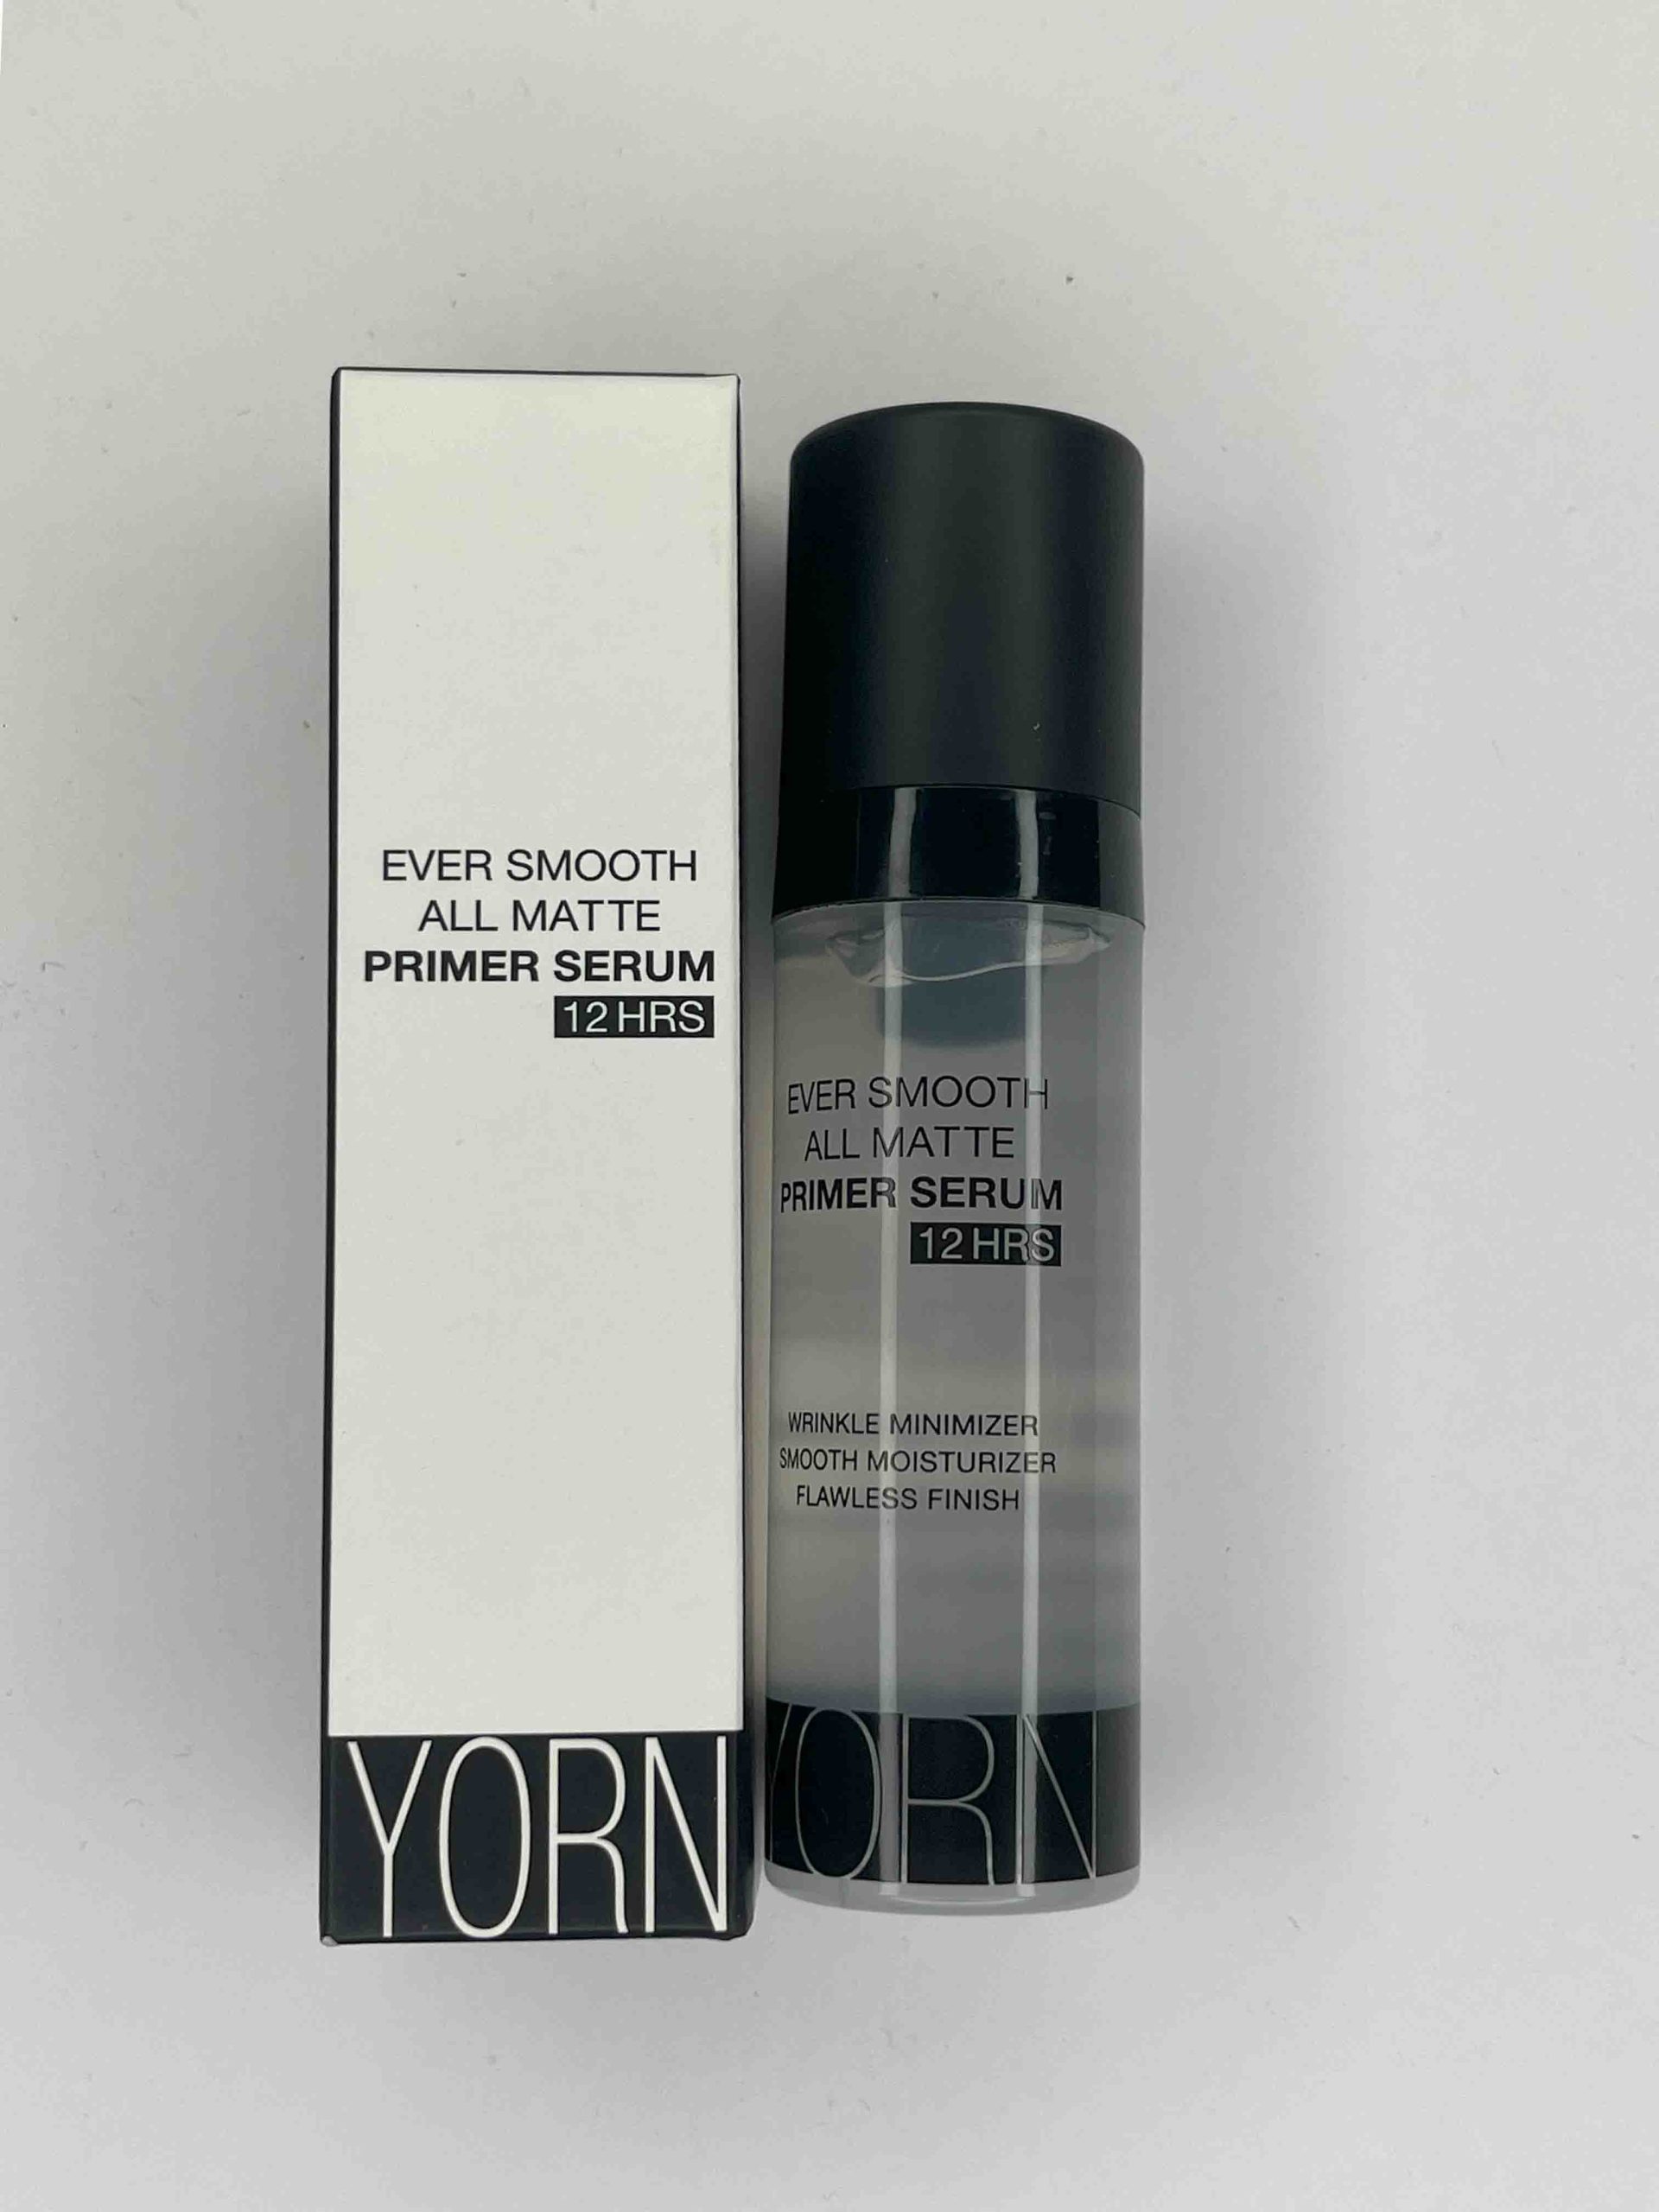 EVER SMOOTH
ALL MATTE
PRIMER SERUM
12 HRS
YORN
EVER SMOOTH
ALL MATTE
PRIMER SERUM
12 HRS
WRINKLE MINIMIZER
SMOOTH MOISTURIZER
FLAWLESS FINISH
YORN